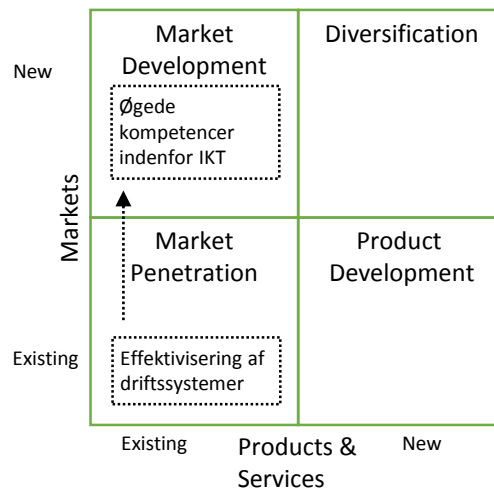 Market
Development
Diversification
New
Øgede
kompetencer
indenfor IKT
Markets
Market
Penetration
Product
Development
Existing
Effektivisering af
driftssystemer
Existing
Products &
Services
New